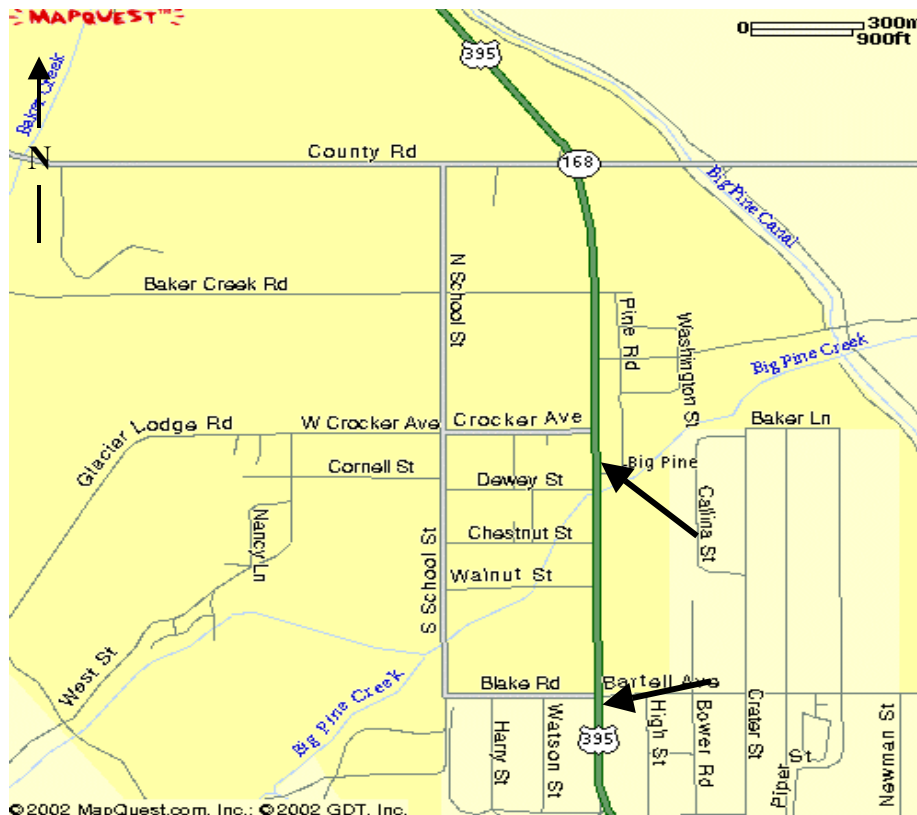 MAPQUEST™
0 300m
900ft
395
Baker Creek
N
County Rd
168
Big Pine Canal
N School St
Baker Creek Rd
Pine Rd
Washington St
Big Pine Creek
Glacier Lodge Rd
W Crocker Ave
Crocker Ave
Baker Ln
Cornell St
Dewey St
Big Pine
Callina St
Nancy Ln
Chestnut St
S School St
Walnut St
West St
Big Pine Creek
Blake Rd
Bartell Ave
Harry St
Watson St
395
High St
Bower Rd
Crater St
Piper St
Newman St
©2002 MapQuest.com, Inc.; ©2002 GDT, Inc.